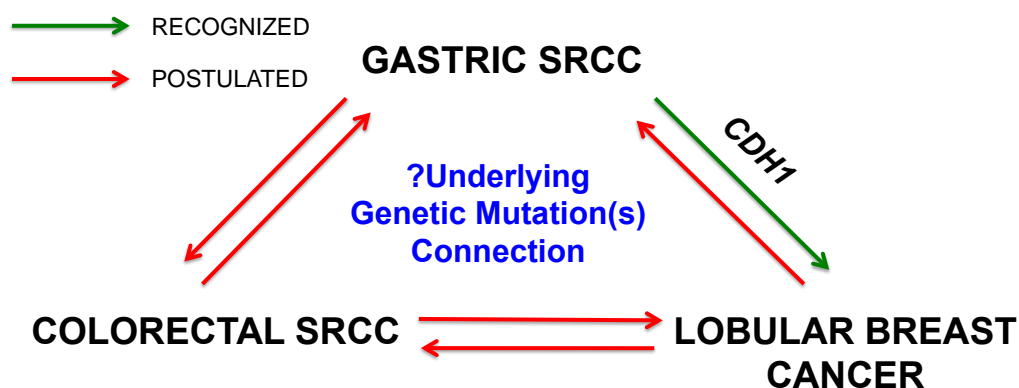 RECOGNIZED
POSTULATED
GASTRIC SRCC
CDH1
?Underlying
Genetic Mutation(s)
Connection
COLORECTAL SRCC
LOBULAR BREAST
CANCER